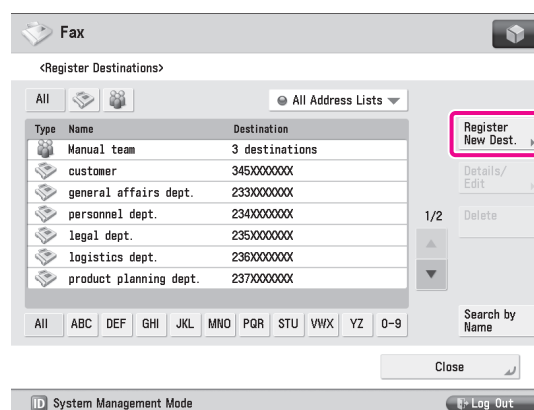 Fax
<Register Destinations>
All
All Address Lists
Type Name Destination
Manual team 3 destinations
customer 345XXXXXXX
general affairs dept. 233XXXXXXX
personnel dept. 234XXXXXXX
legal dept. 235XXXXXXX
logistics dept. 236XXXXXXX
product planning dept. 237XXXXXXX
1/2
Register
New Dest.
Details/
Edit
Delete
Search by
Name
All ABC DEF GHI JKL MNO PQR STU VWX YZ 0-9
Close
ID System Management Mode
Log Out